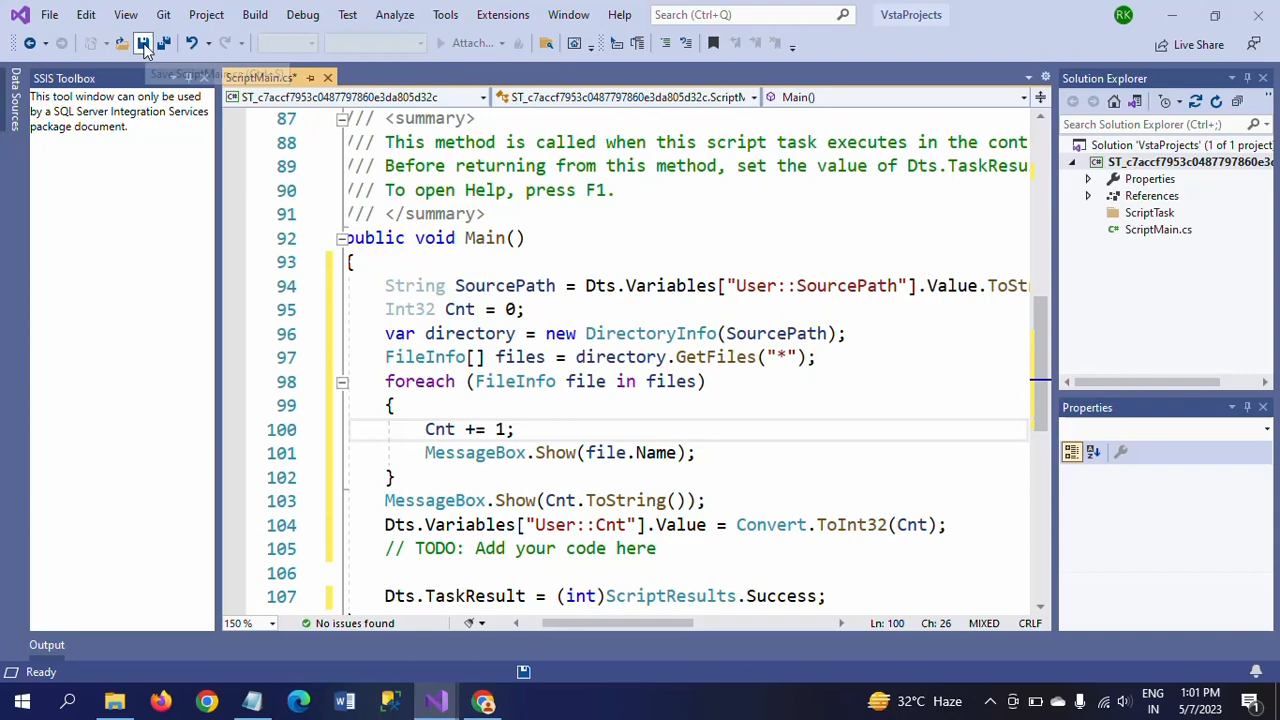 File Edit View Git Project Build Debug Test Analyze Tools Extensions Window Help Search (Ctrl+Q) VstaProjects RK
Attach... Live Share
Data Sources
SSIS Toolbox
This tool window can only be used
by a SQL Server Integration Services
package document.
Save ScriptMain.cs (Ctrl+S)
ScriptMain.cs*
ST_c7accf7953c0487797860e3da805d32c ST_c7accf7953c0487797860e3da805d32c.ScriptM Main()
87 /// <summary>
88 /// This method is called when this script task executes in the cont
89 /// Before returning from this method, set the value of Dts.TaskResu
90 /// To open Help, press F1.
91 /// </summary>
92 public void Main()
93 {
94 String SourcePath = Dts.Variables["User::SourcePath"].Value.ToSt
95 Int32 Cnt = 0;
96 var directory = new DirectoryInfo(SourcePath);
97 FileInfo[] files = directory.GetFiles("*");
98 foreach (FileInfo file in files)
99 {
100 Cnt += 1;
101 MessageBox.Show(file.Name);
102 }
103 MessageBox.Show(Cnt.ToString());
104 Dts.Variables["User::Cnt"].Value = Convert.ToInt32(Cnt);
105 // TODO: Add your code here
106
107 Dts.TaskResult = (int)ScriptResults.Success;
150 % No issues found Ln: 100 Ch: 26 MIXED CRLF
Solution Explorer
Search Solution Explorer (Ctrl+;)
Solution 'VstaProjects' (1 of 1 project
ST_c7accf7953c0487797860e3d
Properties
References
ScriptTask
ScriptMain.cs
Properties
Output
Ready
32°C Haze ENG IN 1:01 PM 5/7/2023 1